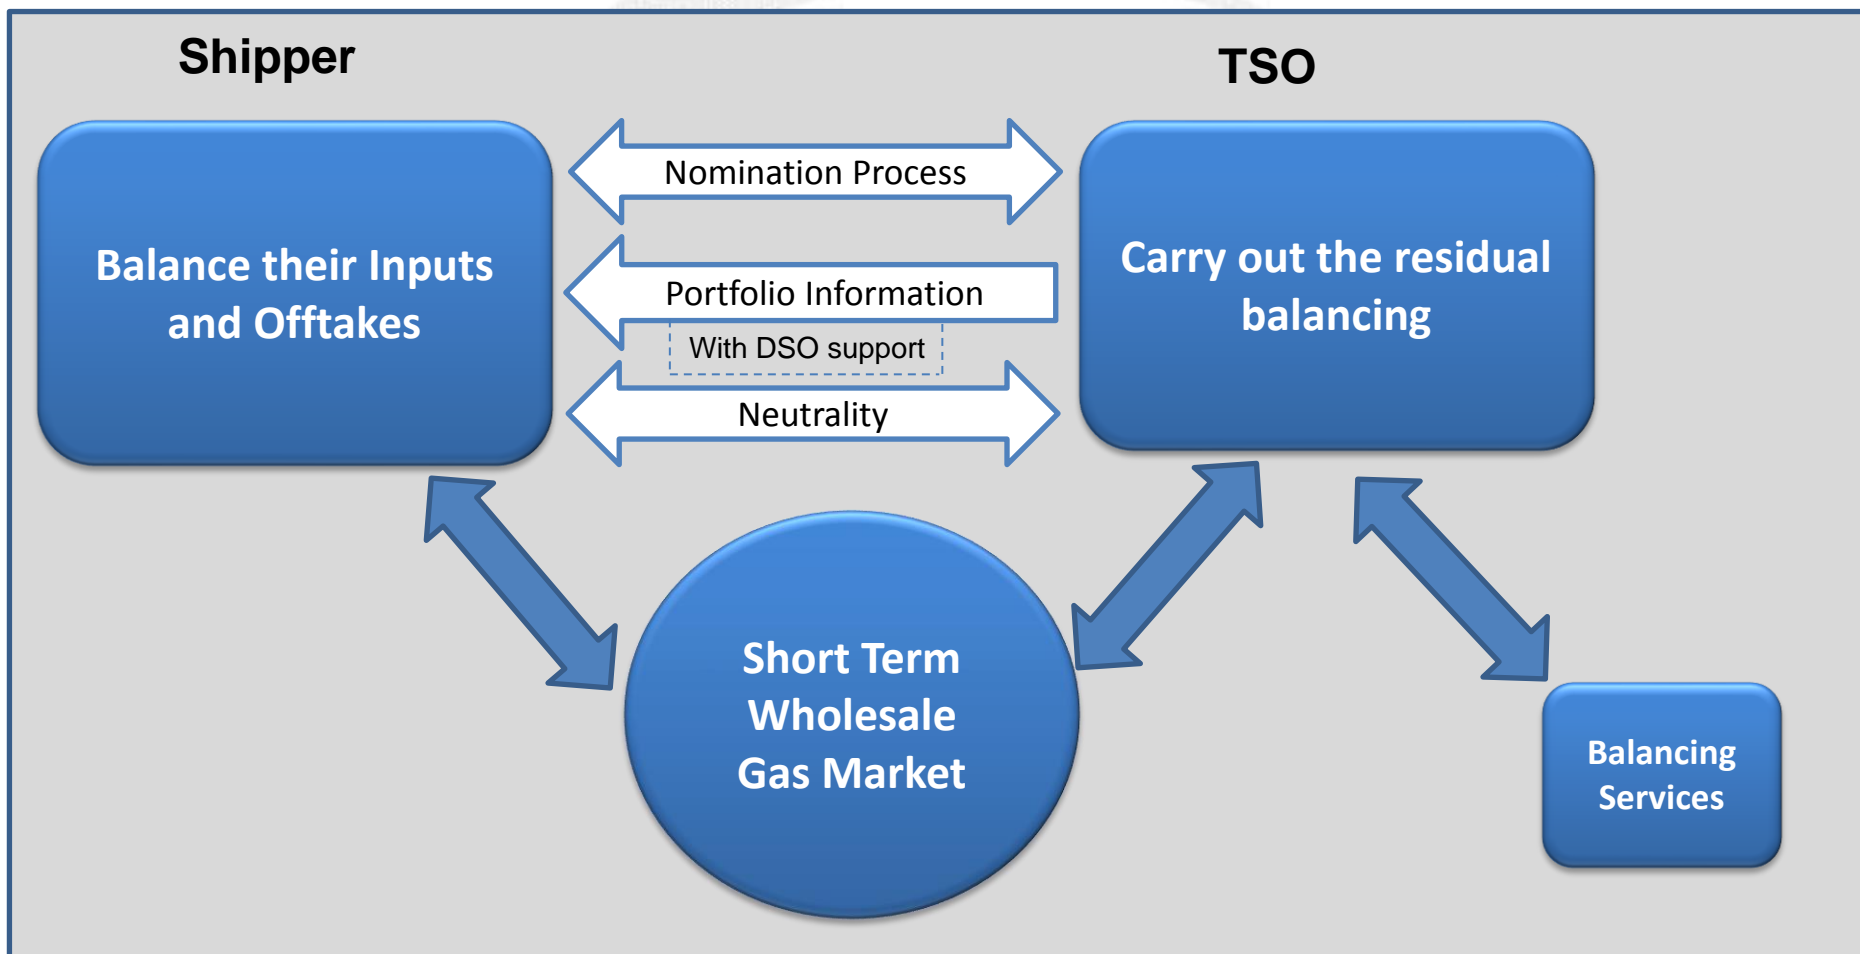 Shipper
TSO
Balance their Inputs
and Offtakes
Nomination Process
Portfolio Information
With DSO support
Neutrality
Carry out the residual
balancing
Short Term
Wholesale
Gas Market
Balancing
Services